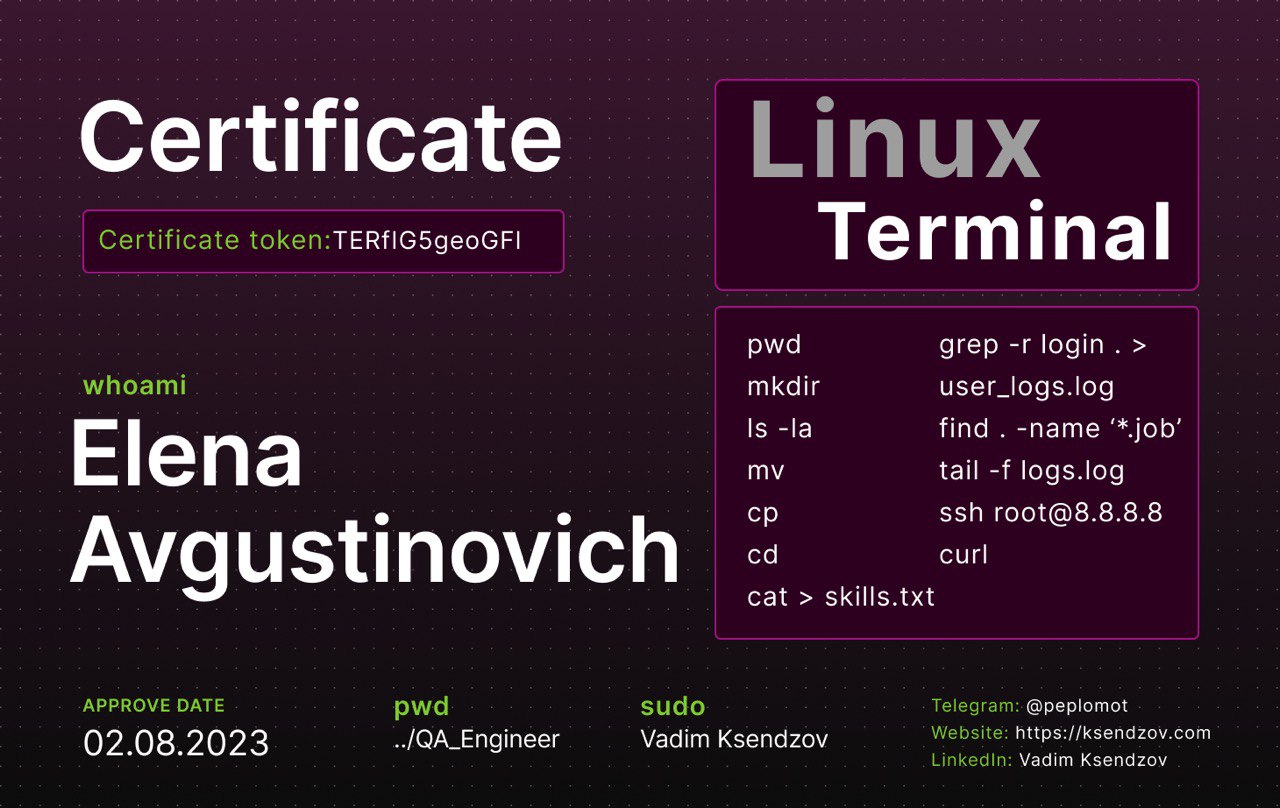 Certificate
Certificate token:TERflG5geoGFl
whoami
Elena
Avgustinovich
Linux
Terminal
pwd
mkdir
ls -la
mv
cp
cd
cat > skills.txt
grep -r login . >
user_logs.log
find . -name ‘*.job’
tail -f logs.log
ssh root@8.8.8.8
curl
APPROVE DATE
02.08.2023
pwd
../QA_Engineer
sudo
Vadim Ksendzov
Telegram: @peplomot
Website: https://ksendzov.com
LinkedIn: Vadim Ksendzov